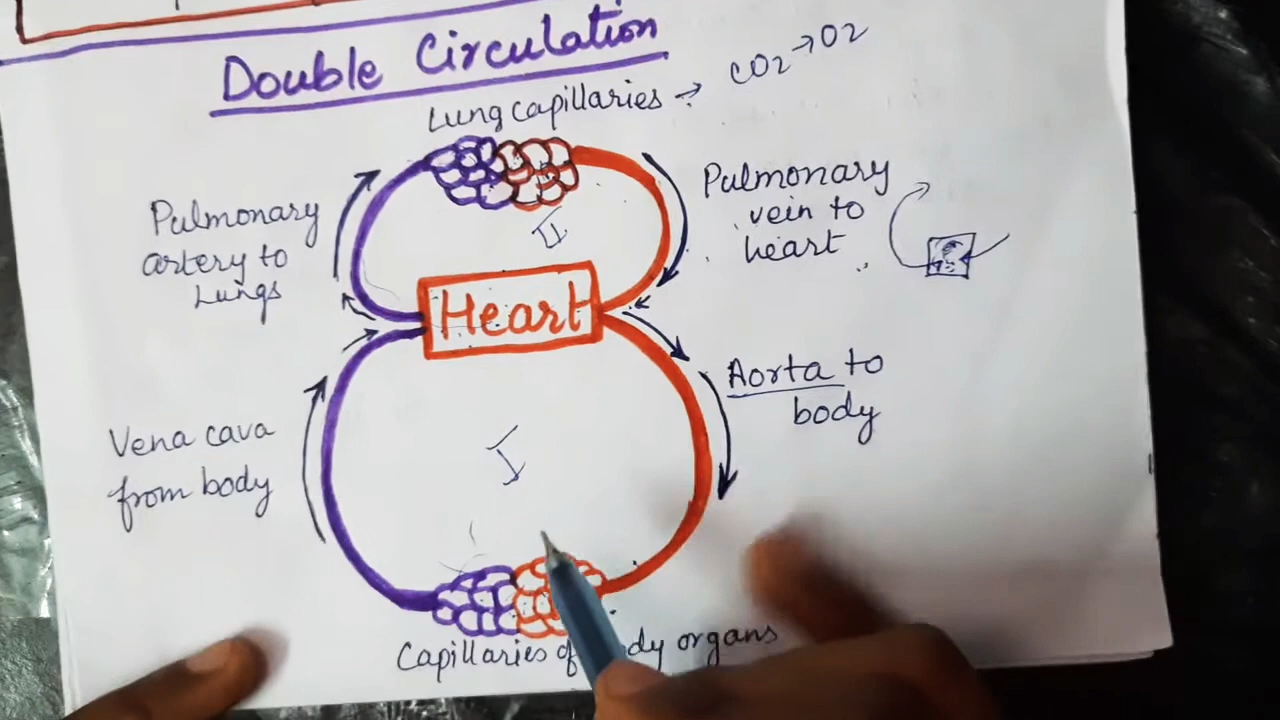 Double Circulation
Lung capillaries → CO2 → O2
Pulmonary
artery to
Lungs
II
Pulmonary
vein to
heart
Heart
Aorta to
body
Vena cava
from body
I
Capillaries of body organs